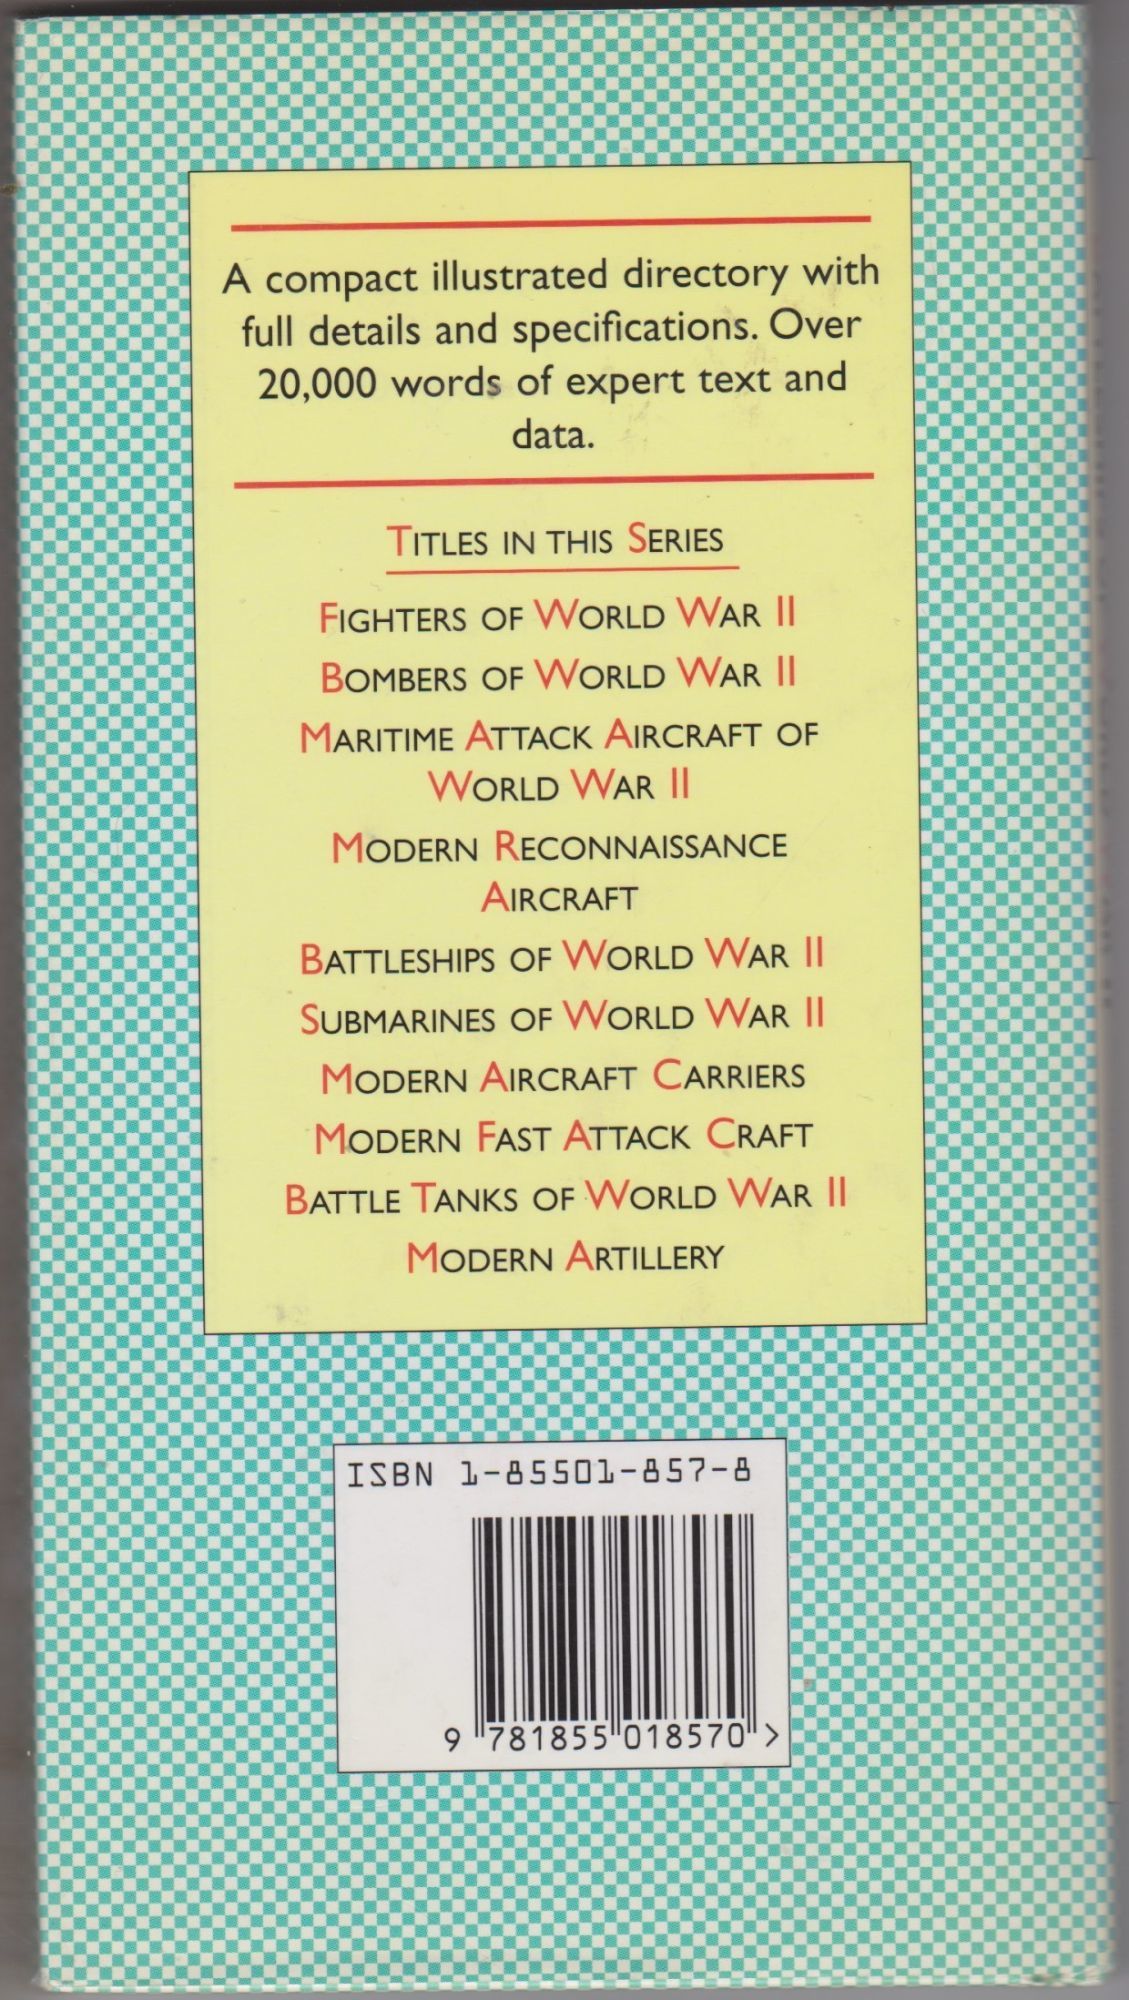 A compact illustrated directory with
full details and specifications. Over
20,000 words of expert text and
data.
TITLES IN THIS SERIES
FIGHTERS OF WORLD WAR II
BOMBERS OF WORLD WAR II
MARITIME ATTACK AIRCRAFT OF
WORLD WAR II
MODERN RECONNAISSANCE
AIRCRAFT
BATTLESHIPS OF WORLD WAR II
SUBMARINES OF WORLD WAR II
MODERN AIRCRAFT CARRIERS
MODERN FAST ATTACK CRAFT
BATTLE TANKS OF WORLD WAR II
MODERN ARTILLERY
ISBN 1-85501-857-8
9 781855 018570 >